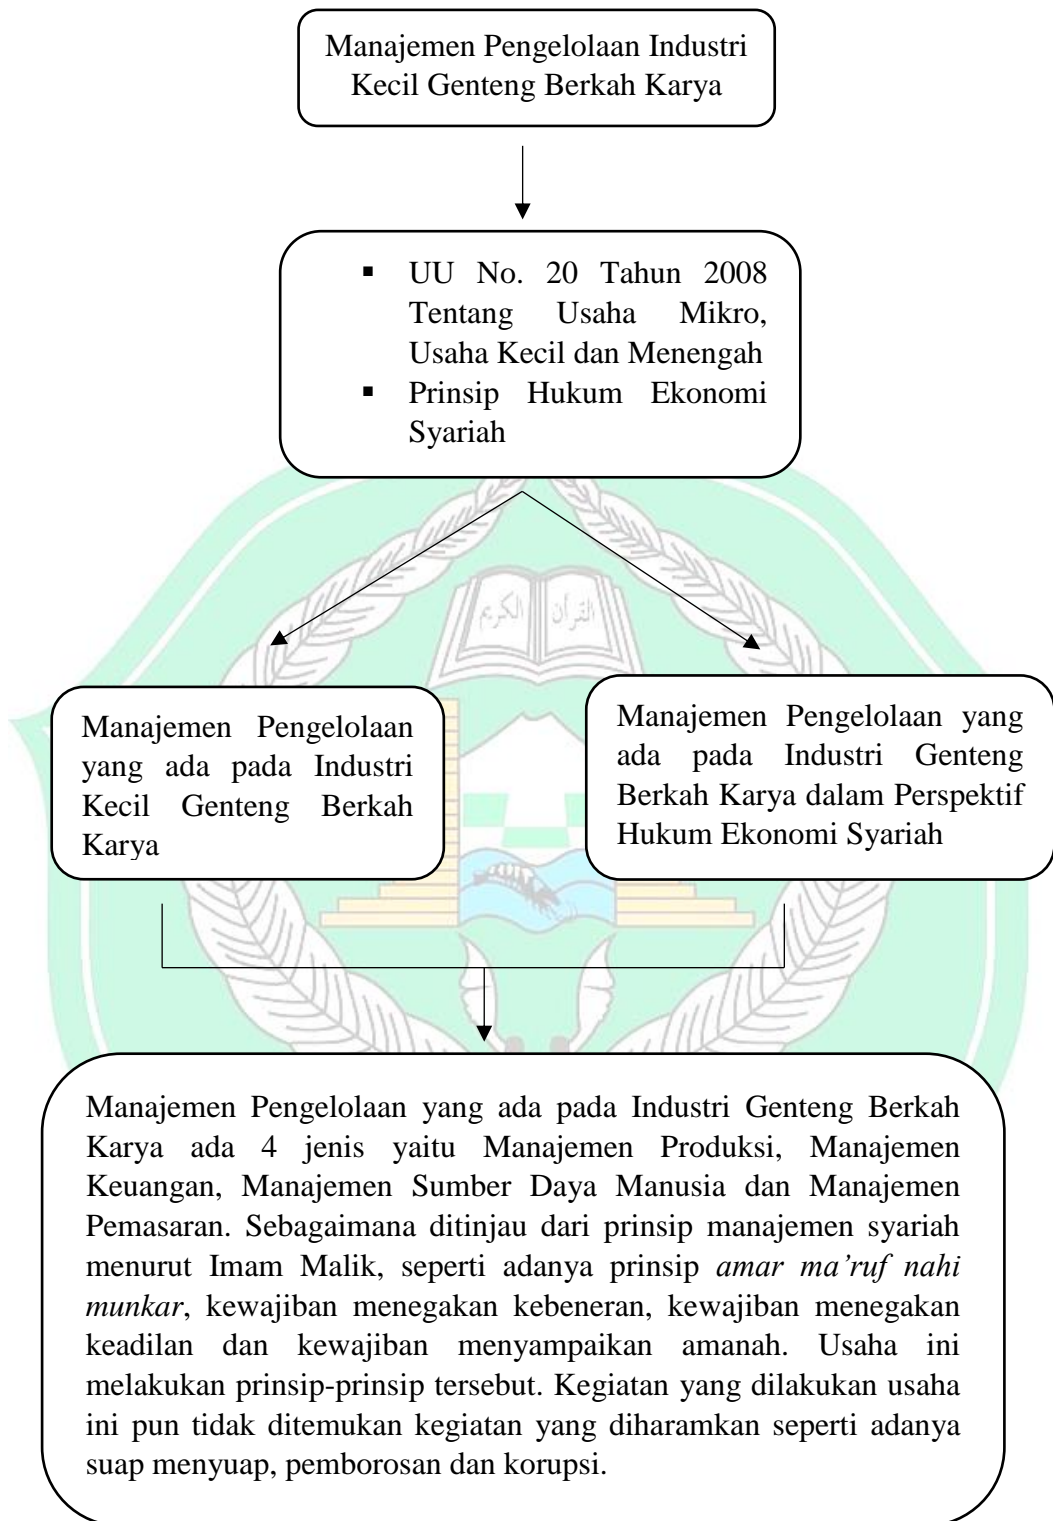 Manajemen Pengelolaan Industri
Kecil Genteng Berkah Karya
▪ UU No. 20 Tahun 2008
Tentang Usaha Mikro,
Usaha Kecil dan Menengah
▪ Prinsip Hukum Ekonomi
Syariah
القرآن الكريم
Manajemen Pengelolaan
yang ada pada Industri
Kecil Genteng Berkah
Karya
Manajemen Pengelolaan yang
ada pada Industri Genteng
Berkah Karya dalam Perspektif
Hukum Ekonomi Syariah
Manajemen Pengelolaan yang ada pada Industri Genteng Berkah
Karya ada 4 jenis yaitu Manajemen Produksi, Manajemen
Keuangan, Manajemen Sumber Daya Manusia dan Manajemen
Pemasaran. Sebagaimana ditinjau dari prinsip manajemen syariah
menurut Imam Malik, seperti adanya prinsip amar ma’ruf nahi
munkar, kewajiban menegakan kebeneran, kewajiban menegakan
keadilan dan kewajiban menyampaikan amanah. Usaha ini
melakukan prinsip-prinsip tersebut. Kegiatan yang dilakukan usaha
ini pun tidak ditemukan kegiatan yang diharamkan seperti adanya
suap menyuap, pemborosan dan korupsi.